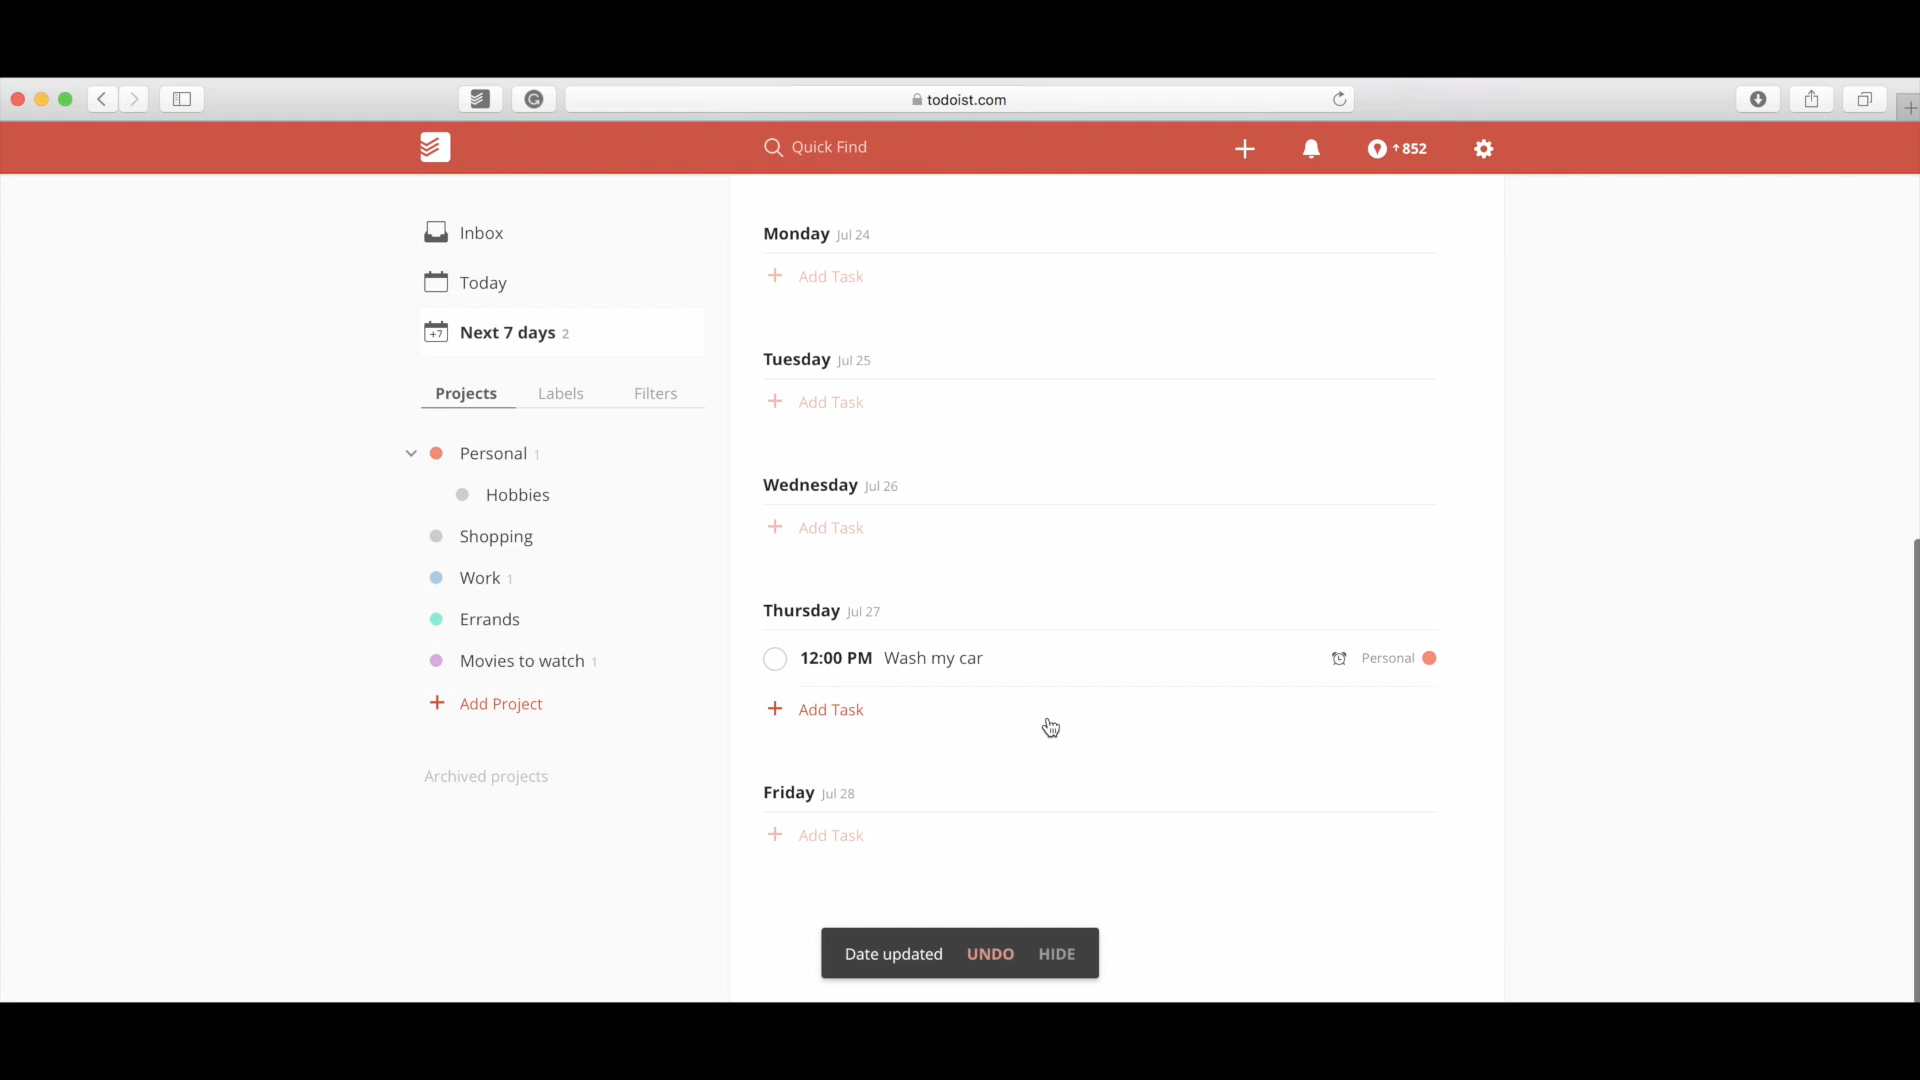 todoist.com
Quick Find
↑852
Inbox
Today
+7 Next 7 days 2
Projects Labels Filters
Personal 1
Hobbies
Shopping
Work 1
Errands
Movies to watch 1
+ Add Project
Archived projects
Monday Jul 24
+ Add Task
Tuesday Jul 25
+ Add Task
Wednesday Jul 26
+ Add Task
Thursday Jul 27
12:00 PM Wash my car Personal
+ Add Task
Friday Jul 28
+ Add Task
Date updated UNDO HIDE